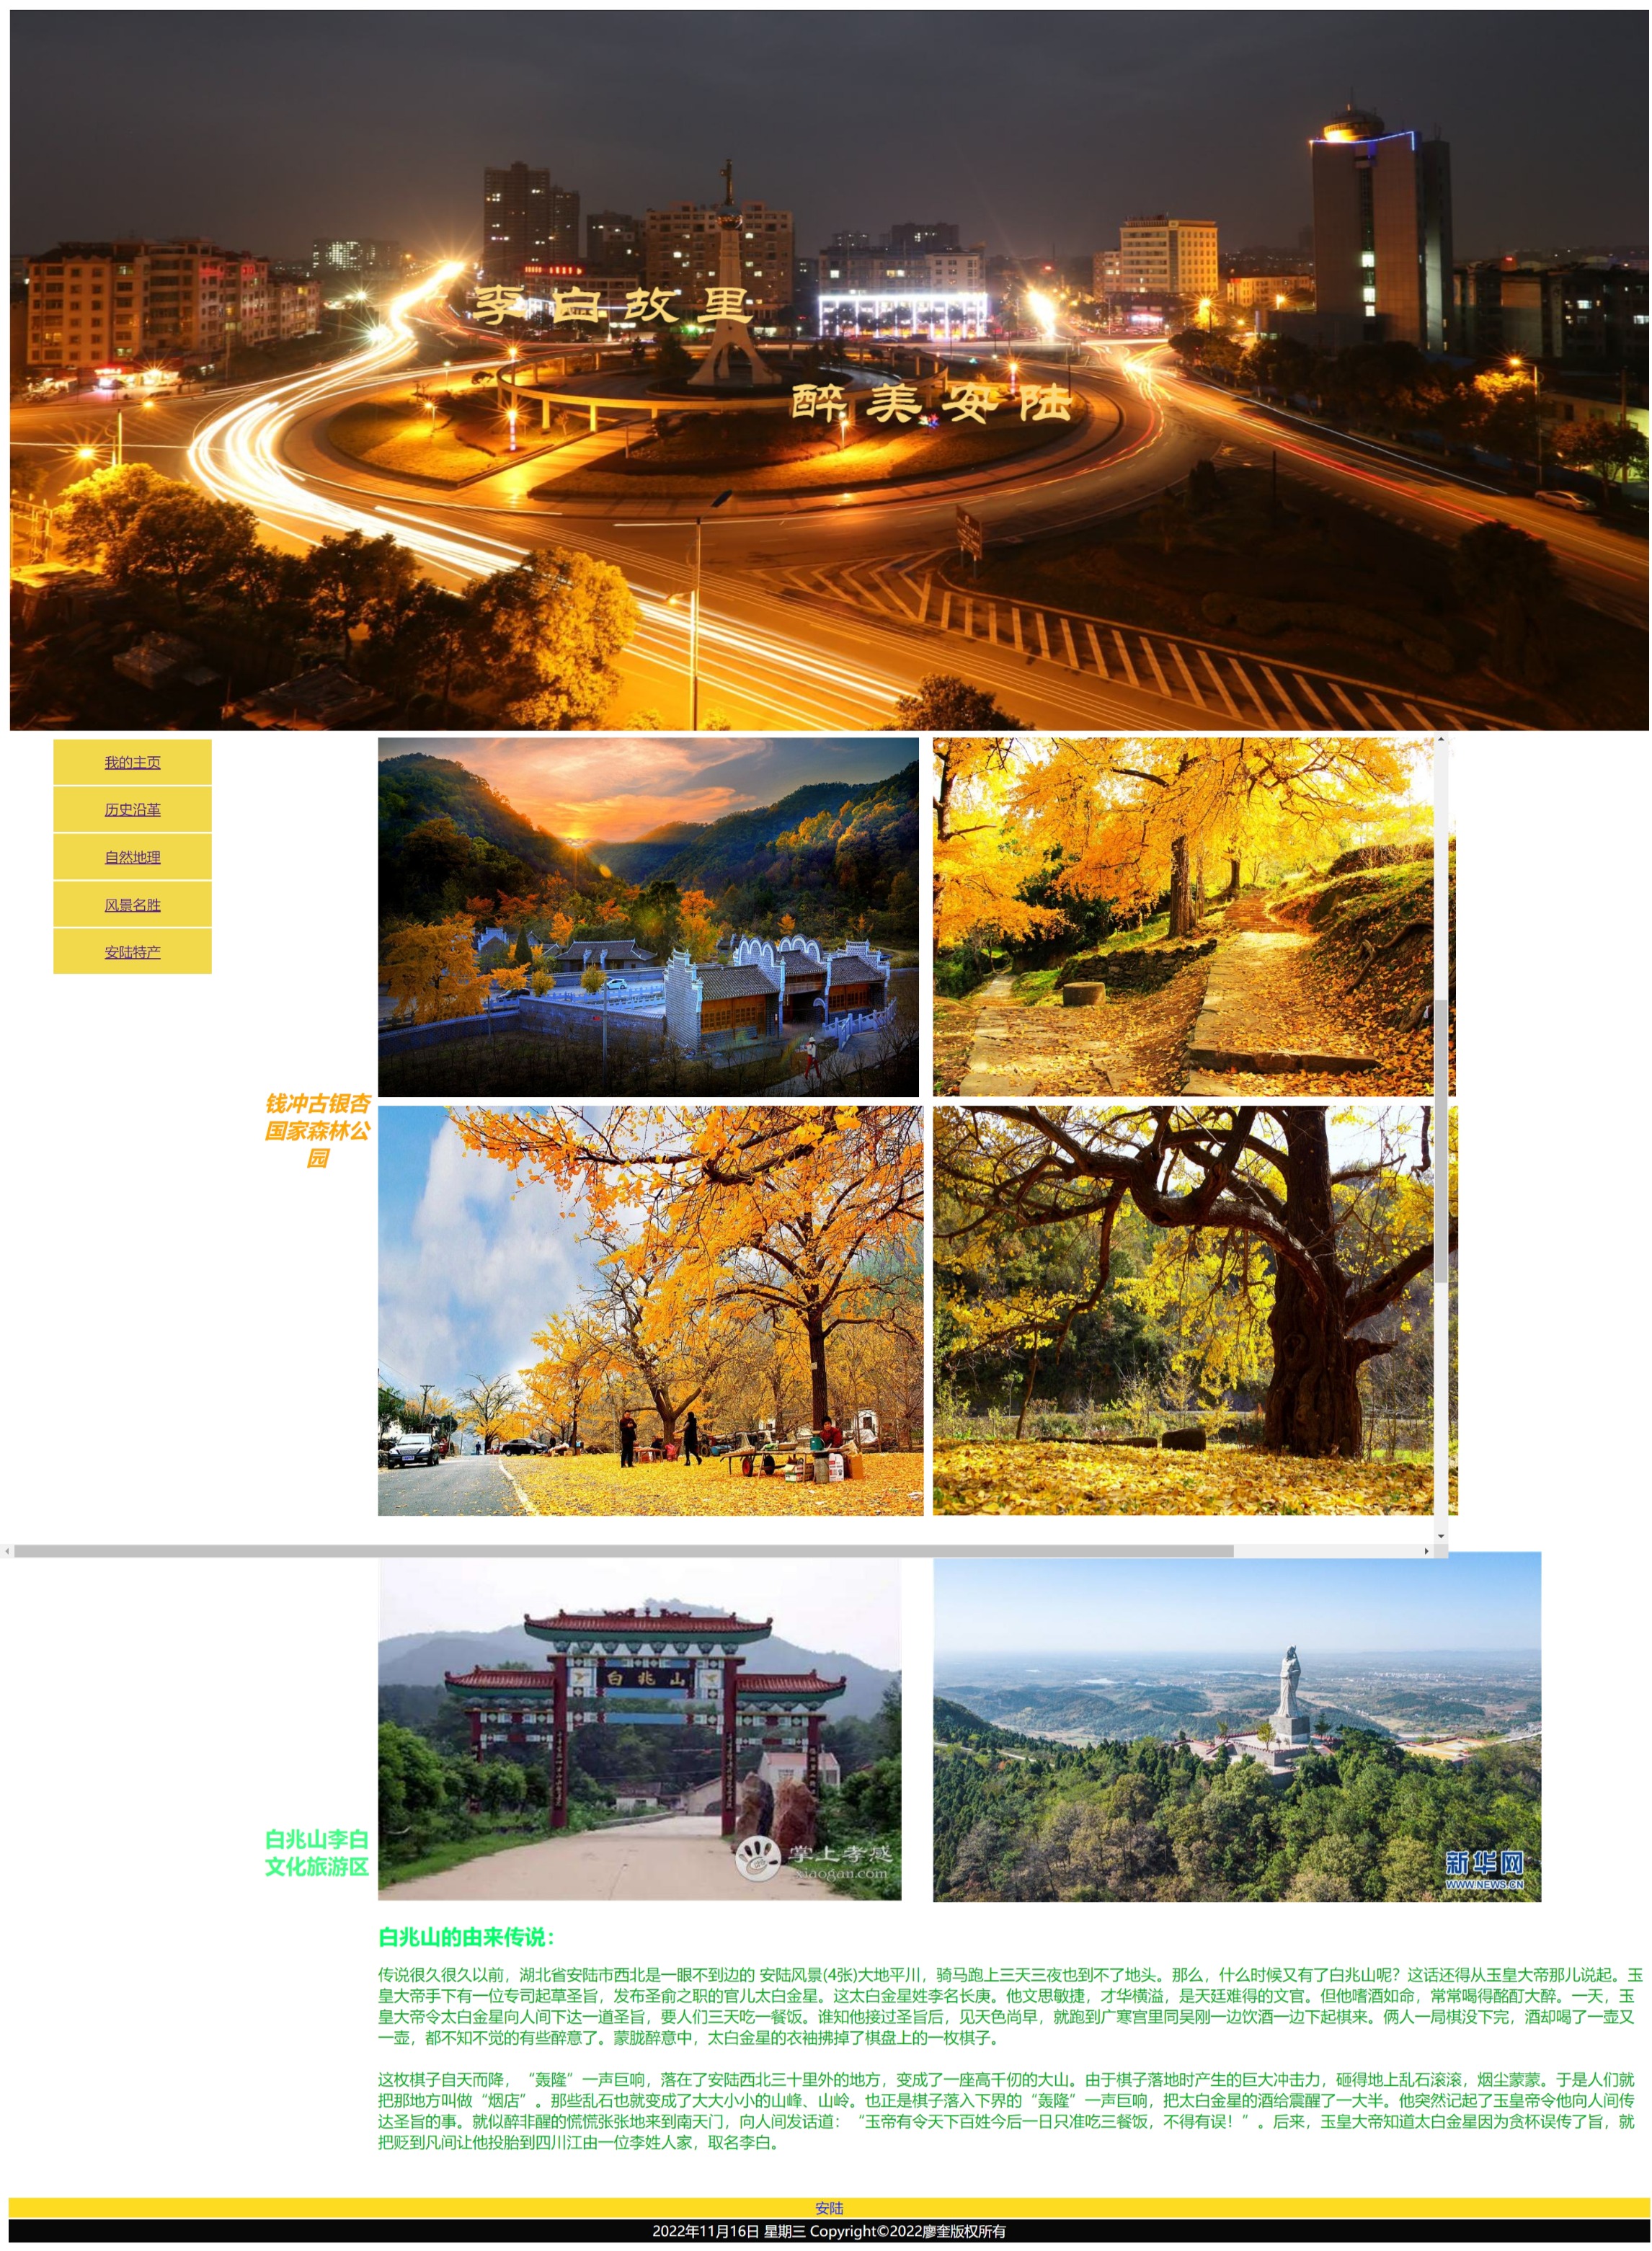 李白故里
醉美安陆
我的主页
历史沿革
自然地理
风景名胜
安陆特产
钱冲古银杏
国家森林公
园
白兆山
掌上孝感
xiaogan.com
新华网
WWW.NEWS.CN
白兆山李白
文化旅游区
白兆山的由来传说：
传说很久很久以前，湖北省安陆市西北是一眼不到边的 安陆风景(4张)大地平川，骑马跑上三天三夜也到不了地头。那么，什么时候又有了白兆山呢？这话还得从玉皇大帝那儿说起。玉
皇大帝手下有一位专司起草圣旨，发布圣俞之职的官儿太白金星。这太白金星姓李名长庚。他文思敏捷，才华横溢，是天廷难得的文官。但他嗜酒如命，常常喝得酩酊大醉。一天，玉
皇大帝令太白金星向人间下达一道圣旨，要人们三天吃一餐饭。谁知他接过圣旨后，见天色尚早，就跑到广寒宫里同吴刚一边饮酒一边下起棋来。俩人一局棋没下完，酒却喝了一壶又
一壶，都不知不觉的有些醉意了。蒙胧醉意中，太白金星的衣袖拂掉了棋盘上的一枚棋子。
这枚棋子自天而降，“轰隆”一声巨响，落在了安陆西北三十里外的地方，变成了一座高千仞的大山。由于棋子落地时产生的巨大冲击力，砸得地上乱石滚滚，烟尘蒙蒙。于是人们就
把那地方叫做“烟店”。那些乱石也就变成了大大小小的山峰、山岭。也正是棋子落入下界的“轰隆”一声巨响，把太白金星的酒给震醒了一大半。他突然记起了玉皇帝令他向人间传
达圣旨的事。就似醉非醒的慌慌张张地来到南天门，向人间发话道：“玉帝有令天下百姓今后一日只准吃三餐饭，不得有误！”。后来，玉皇大帝知道太白金星因为贪杯误传了旨，就
把贬到凡间让他投胎到四川江由一位李姓人家，取名李白。
安陆
2022年11月16日 星期三 Copyright©2022廖奎版权所有